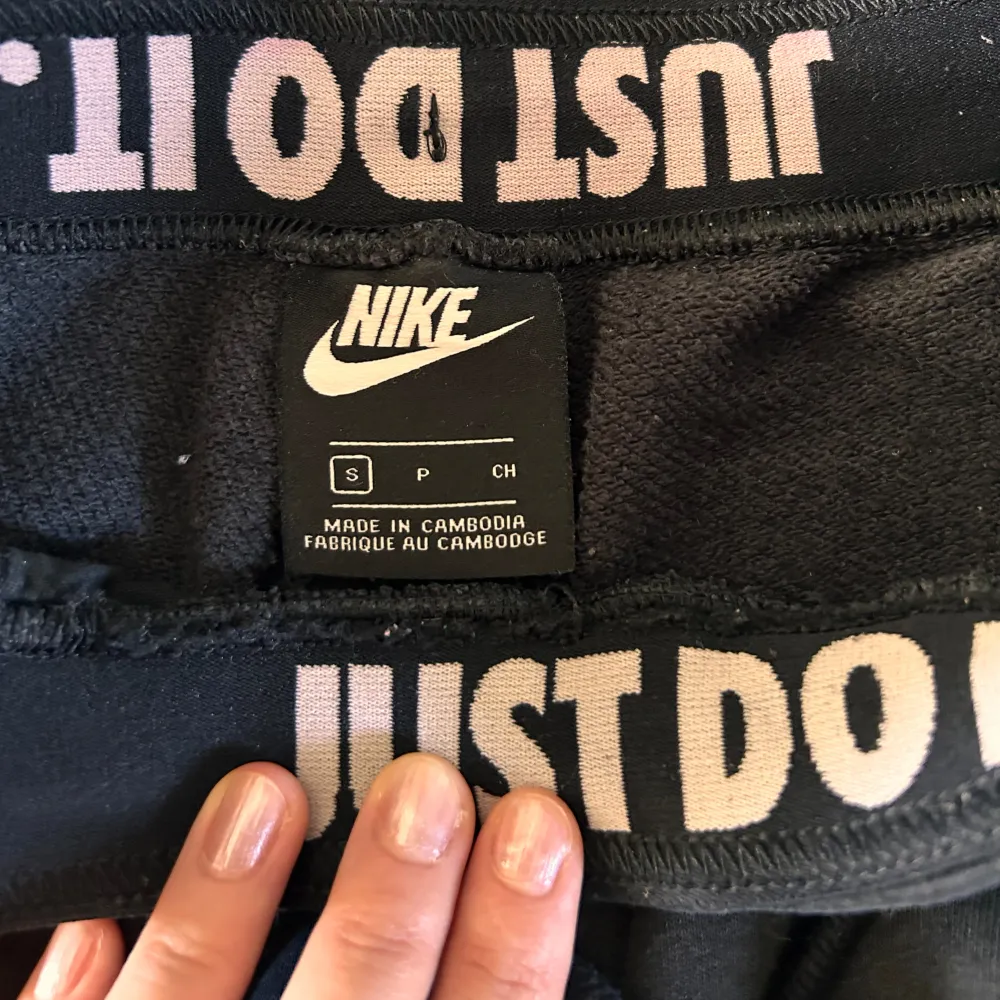 JUST DO IT.
NIKE
S P CH
MADE IN CAMBODIA
FABRIQUE AU CAMBODGE
JUST DO